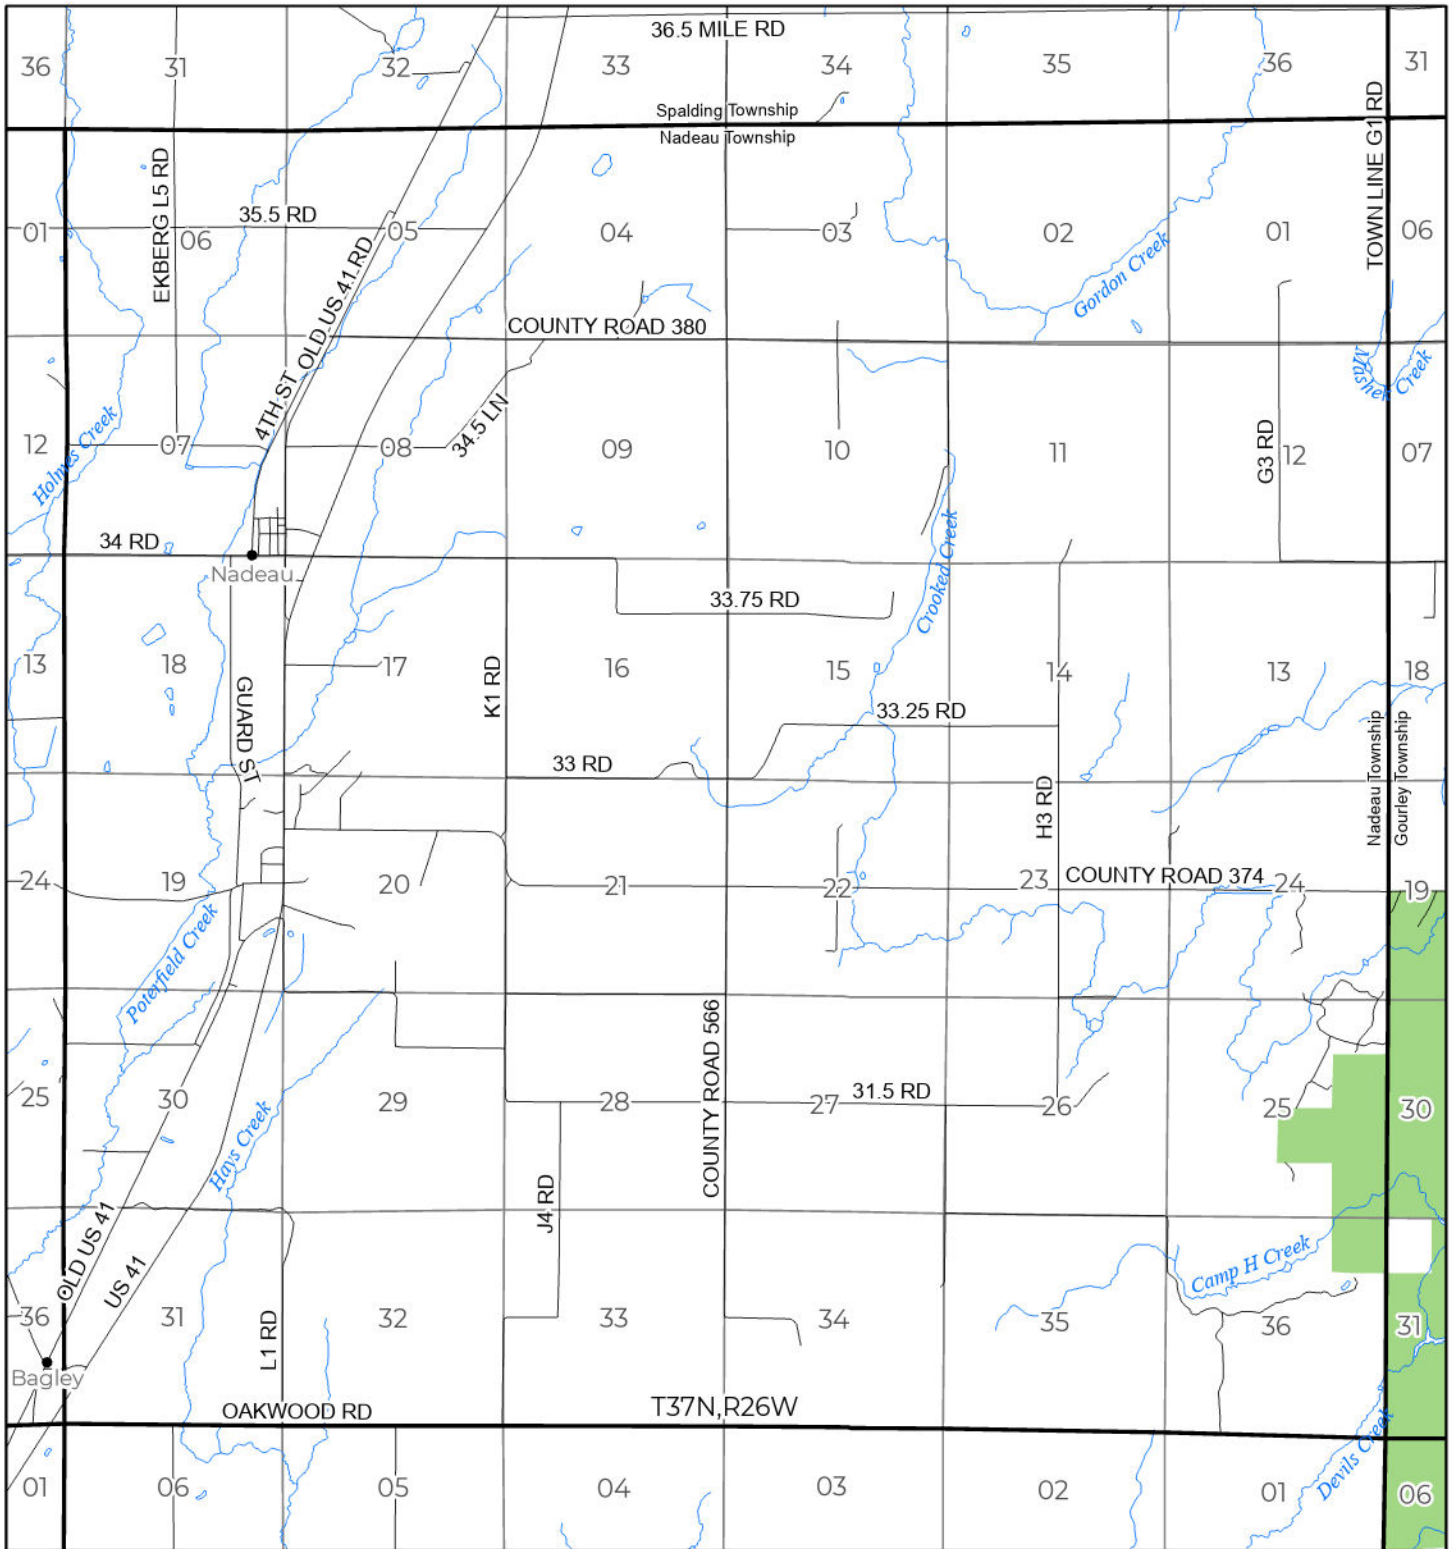 36.5 MILE RD
36
31
32
33
34
35
36
31
Spalding Township
Nadeau Township
TOWN LINE G1 RD
EKBERG L5 RD
35.5 RD
01
06
05
04
03
02
01
06
OLD US 41 RD
Gordon Creek
COUNTY ROAD 380
4TH ST
34.5 LN
Washer Creek
Holmes Creek
12
07
08
09
10
11
G3 RD
12
07
34 RD
Nadeau
Crooked Creek
33.75 RD
13
18
17
K1 RD
16
15
14
13
18
GUARD ST
33.25 RD
33 RD
Nadeau Township
Gourley Township
H3 RD
COUNTY ROAD 374
24
19
20
21
22
23
24
19
Poterfield Creek
COUNTY ROAD 566
31.5 RD
25
30
29
28
27
26
25
30
Hays Creek
J4 RD
OLD US 41
US 41
Camp H Creek
36
31
L1 RD
32
33
34
35
36
31
Bagley
OAKWOOD RD
T37N,R26W
Devils Creek
01
06
05
04
03
02
01
06